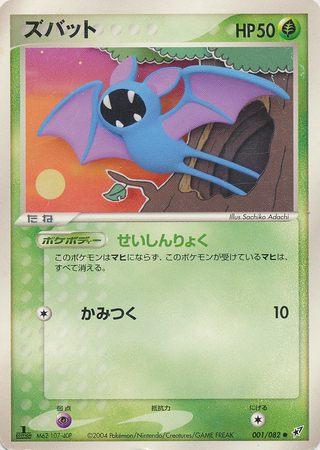 ズバット HP50
Illus. Sachiko Adachi
たね
ポケボディー せいしんりょく
このポケモンはマヒにならず、このポケモンが受けているマヒは、
すべて消える。
かみつく 10
弱点 抵抗力 にげる
1
M62 107-40P ©2004 Pokémon/Nintendo/Creatures/GAME FREAK 001/082 ●